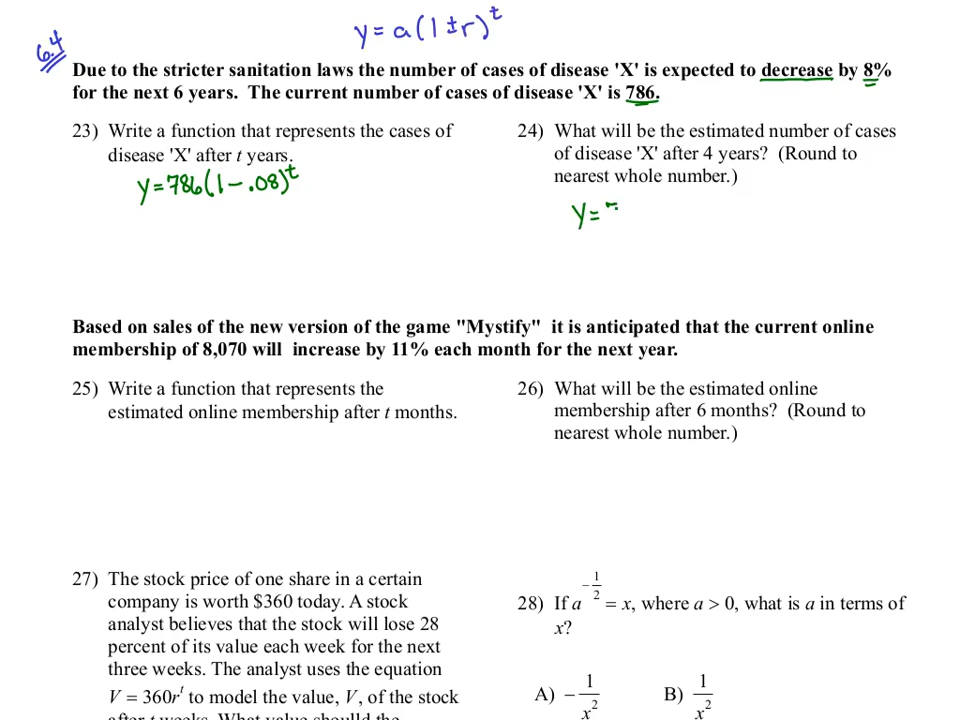 y = a(1 ± r)^t
6.4
Due to the stricter sanitation laws the number of cases of disease 'X' is expected to decrease by 8%
for the next 6 years.  The current number of cases of disease 'X' is 786.
23) Write a function that represents the cases of
disease 'X' after t years.
y = 786(1 - .08)^t
24) What will be the estimated number of cases
of disease 'X' after 4 years?  (Round to
nearest whole number.)
y =
Based on sales of the new version of the game "Mystify"  it is anticipated that the current online
membership of 8,070 will  increase by 11% each month for the next year.
25) Write a function that represents the
estimated online membership after t months.
26) What will be the estimated online
membership after 6 months?  (Round to
nearest whole number.)
27) The stock price of one share in a certain
company is worth $360 today. A stock
analyst believes that the stock will lose 28
percent of its value each week for the next
three weeks. The analyst uses the equation
V = 360r^t to model the value, V, of the stock
after t weeks. What value shoulld the
28) If a^(-1/2) = x, where a > 0, what is a in terms of
x?
A) -1/x^2
B) 1/x^2